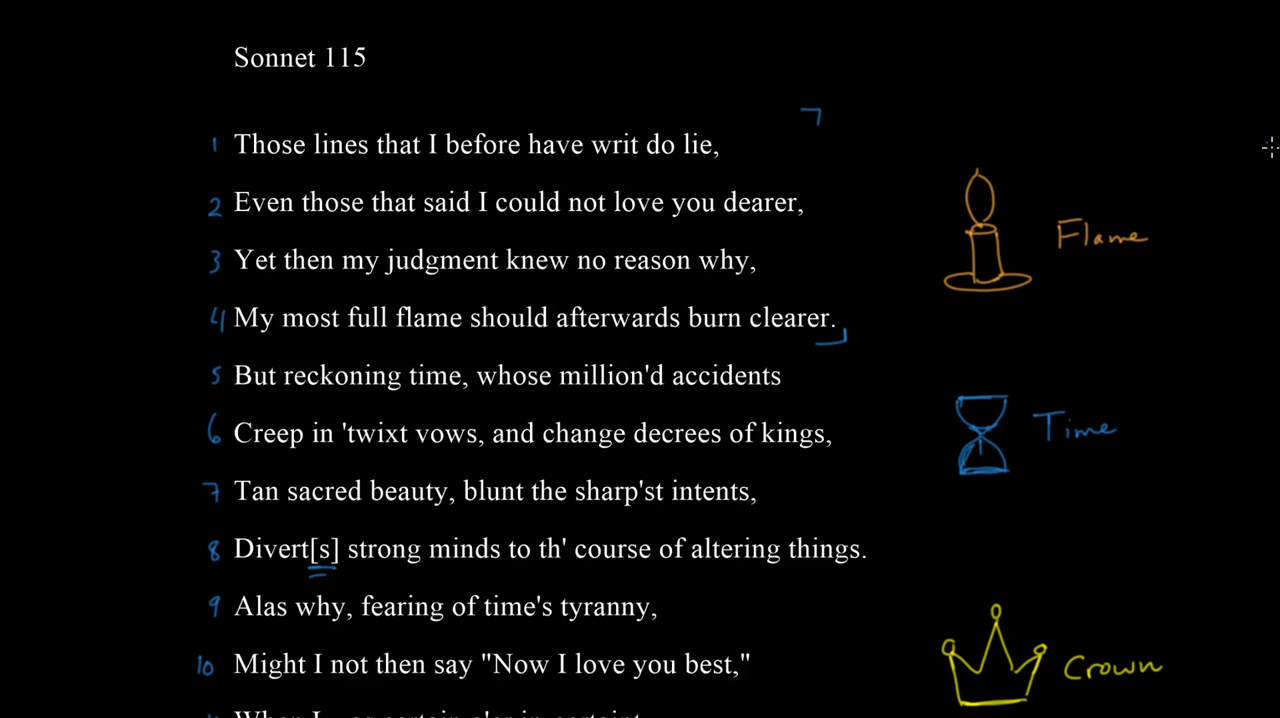 Sonnet 115
1 Those lines that I before have writ do lie,
2 Even those that said I could not love you dearer,
Flame
3 Yet then my judgment knew no reason why,
4 My most full flame should afterwards burn clearer.
5 But reckoning time, whose million'd accidents
Time
6 Creep in 'twixt vows, and change decrees of kings,
7 Tan sacred beauty, blunt the sharp'st intents,
8 Divert[s] strong minds to th' course of altering things.
9 Alas why, fearing of time's tyranny,
10 Might I not then say "Now I love you best,"
Crown
When I was certain o'er